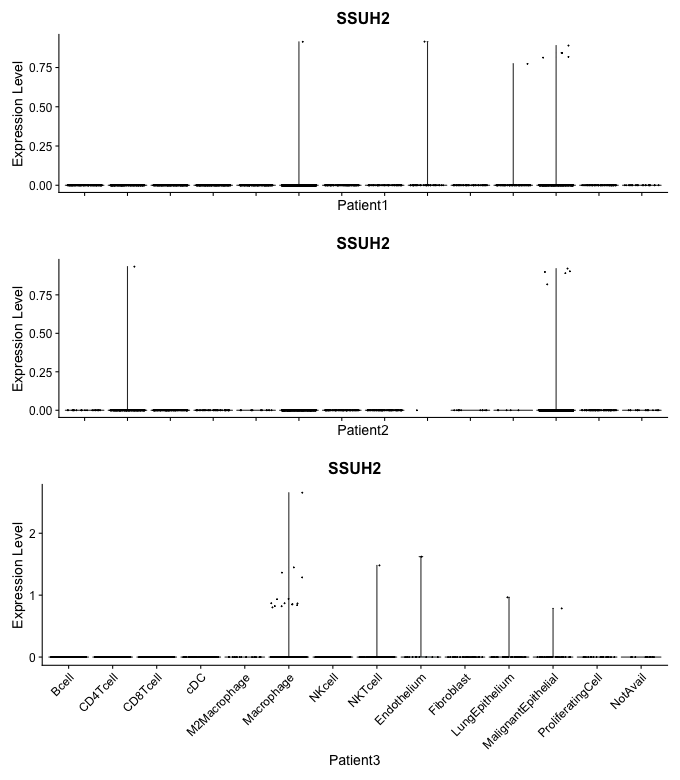 SSUH2
Expression Level
0.75
0.50
0.25
0.00
Patient1
SSUH2
Expression Level
0.75
0.50
0.25
0.00
Patient2
SSUH2
Expression Level
2
1
0
Bcell
CD4Tcell
CD8Tcell
cDC
M2Macrophage
Macrophage
NKcell
NKTcell
Endothelium
Fibroblast
LungEpithelium
MalignantEpithelial
ProliferatingCell
NotAvail
Patient3